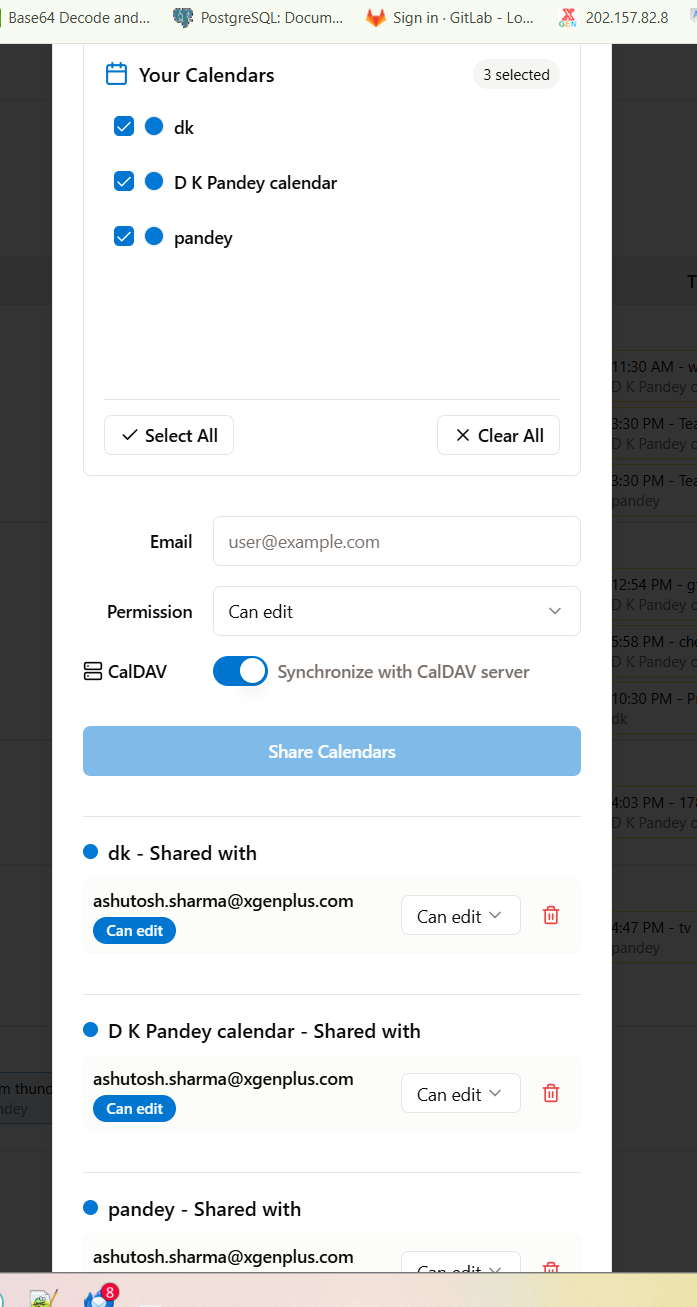 Base64 Decode and... PostgreSQL: Docum... Sign in · GitLab - Lo... XGEN 202.157.82.8
Your Calendars 3 selected
dk
D K Pandey calendar
pandey
Select All Clear All
Email user@example.com
Permission Can edit
CalDAV Synchronize with CalDAV server
Share Calendars
dk - Shared with
ashutosh.sharma@xgenplus.com
Can edit
Can edit
D K Pandey calendar - Shared with
ashutosh.sharma@xgenplus.com
Can edit
Can edit
pandey - Shared with
ashutosh.sharma@xgenplus.com
Can edit
T
11:30 AM - w
D K Pandey c
3:30 PM - Tea
D K Pandey c
3:30 PM - Tea
pandey
12:54 PM - g
D K Pandey c
5:58 PM - che
D K Pandey c
10:30 PM - P
dk
4:03 PM - 178
D K Pandey c
4:47 PM - tv
pandey
m thund
ndey
8